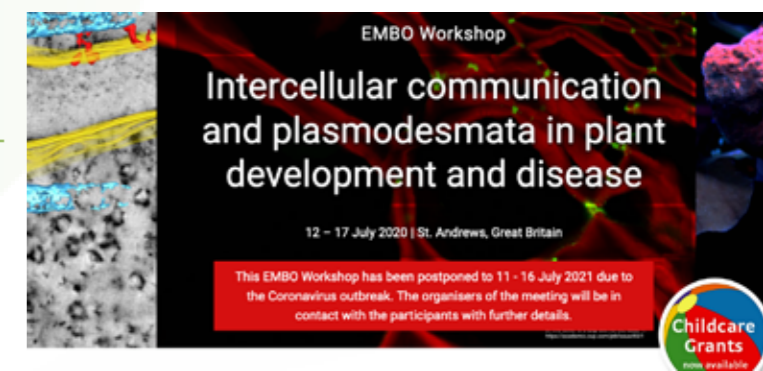 EMBO Workshop
Intercellular communication
and plasmodesmata in plant
development and disease
12 – 17 July 2020 | St. Andrews, Great Britain
This EMBO Workshop has been postponed to 11 - 16 July 2021 due to
the Coronavirus outbreak. The organisers of the meeting will be in
contact with the participants with further details.
Childcare
Grants
now available